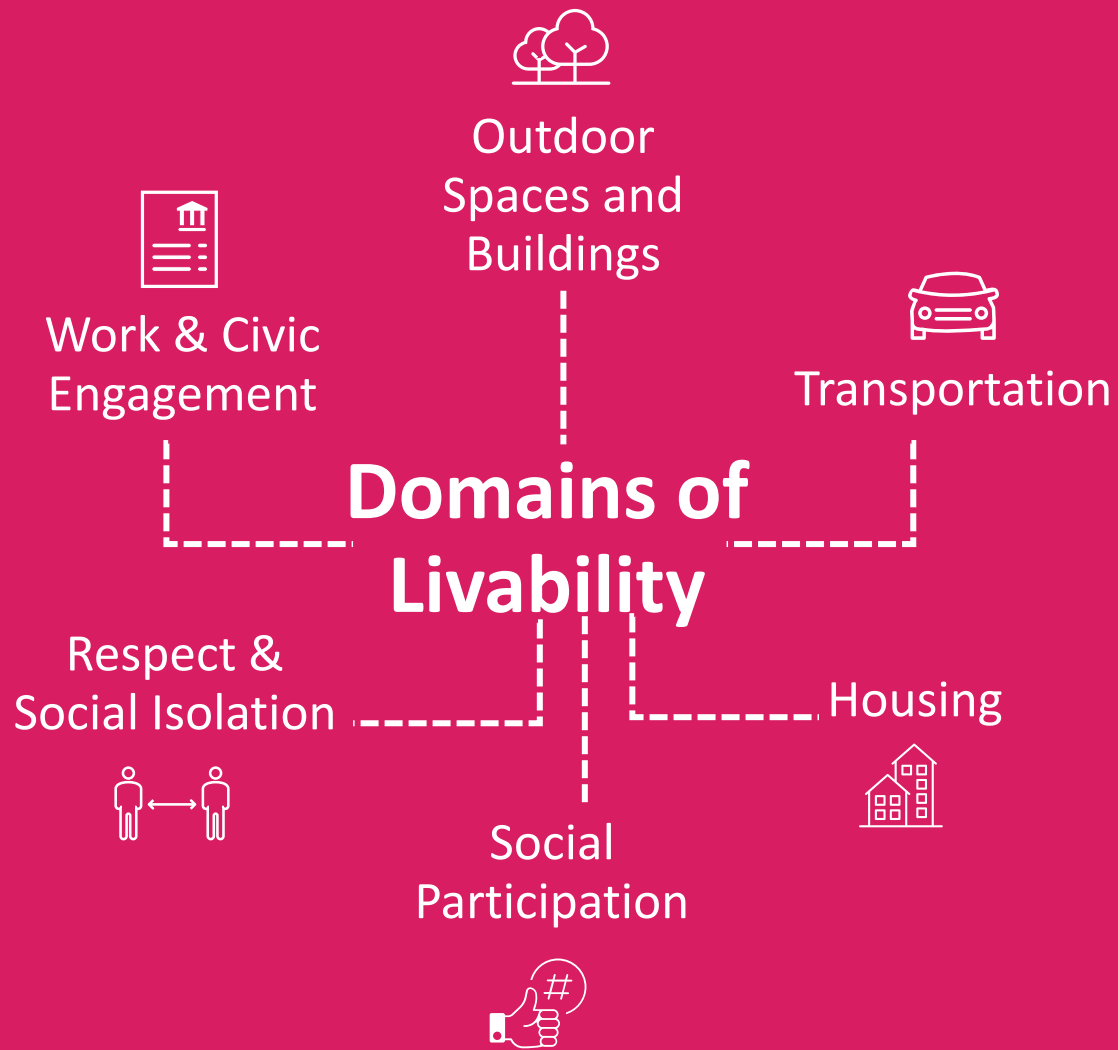 Outdoor
Spaces and
Buildings
Work & Civic
Engagement
Transportation
Domains of
Livability
Respect &
Social Isolation
Housing
Social
Participation
#